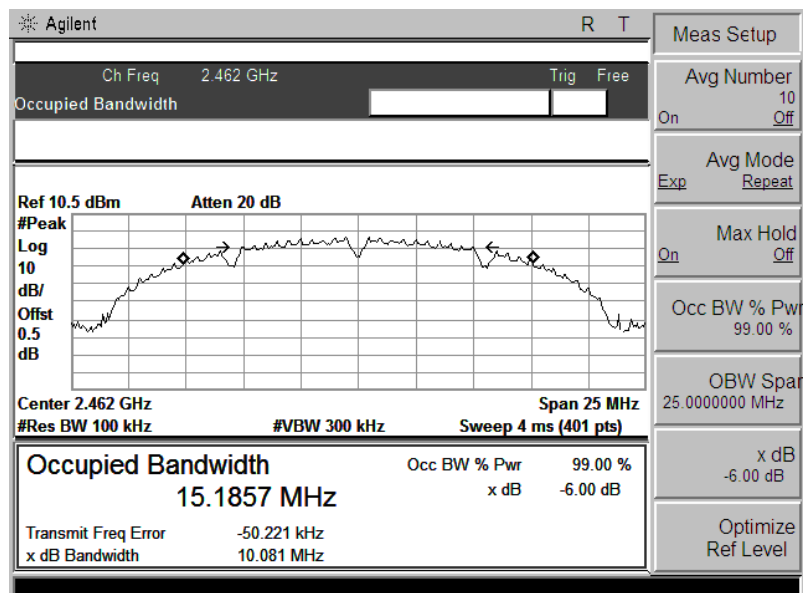 Agilent R T
Ch Freq 2.462 GHz Trig Free
Occupied Bandwidth
Ref 10.5 dBm Atten 20 dB
#Peak
Log
10
dB/
Offst
0.5
dB
Center 2.462 GHz Span 25 MHz
#Res BW 100 kHz #VBW 300 kHz Sweep 4 ms (401 pts)
Occupied Bandwidth Occ BW % Pwr 99.00 %
15.1857 MHz x dB -6.00 dB
Transmit Freq Error -50.221 kHz
x dB Bandwidth 10.081 MHz
Meas Setup
Avg Number
10
On Off
Avg Mode
Exp Repeat
Max Hold
On Off
Occ BW % Pwr
99.00 %
OBW Spar
25.0000000 MHz
x dB
-6.00 dB
Optimize
Ref Level